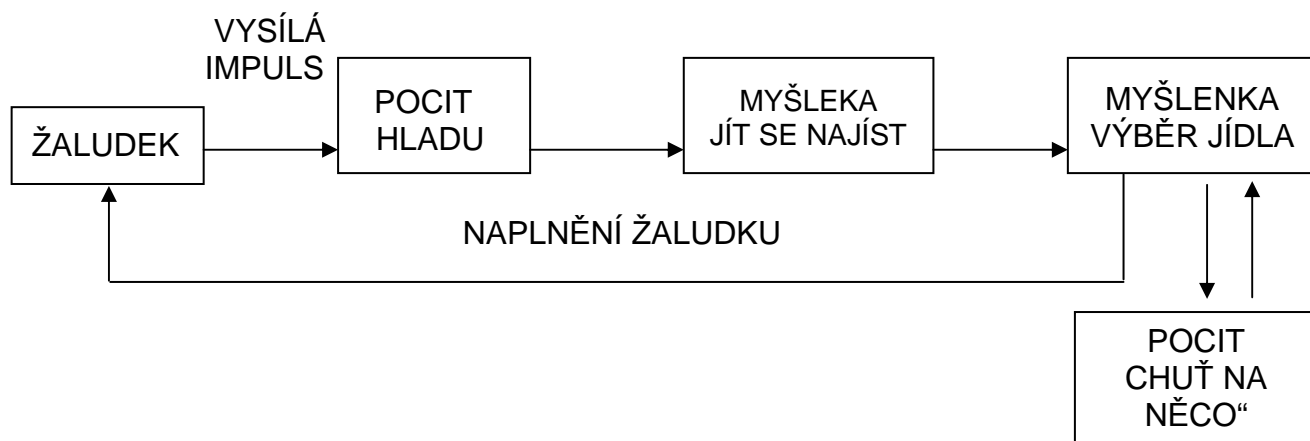 VYSÍLÁ
IMPULS
ŽALUDEK
POCIT
HLADU
MYŠLEKA
JÍT SE NAJÍST
MYŠLENKA
VÝBĚR JÍDLA
NAPLNĚNÍ ŽALUDKU
POCIT
CHUŤ NA
NĚCO“